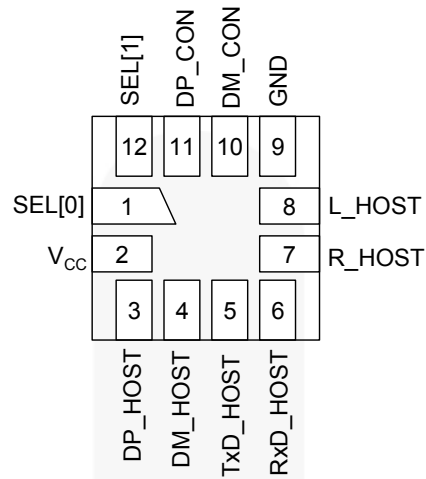 SEL[1]
DP_CON
DM_CON
GND
12
11
10
9
SEL[0]
1
8
L_HOST
V_CC
2
7
R_HOST
3
4
5
6
DP_HOST
DM_HOST
TxD_HOST
RxD_HOST